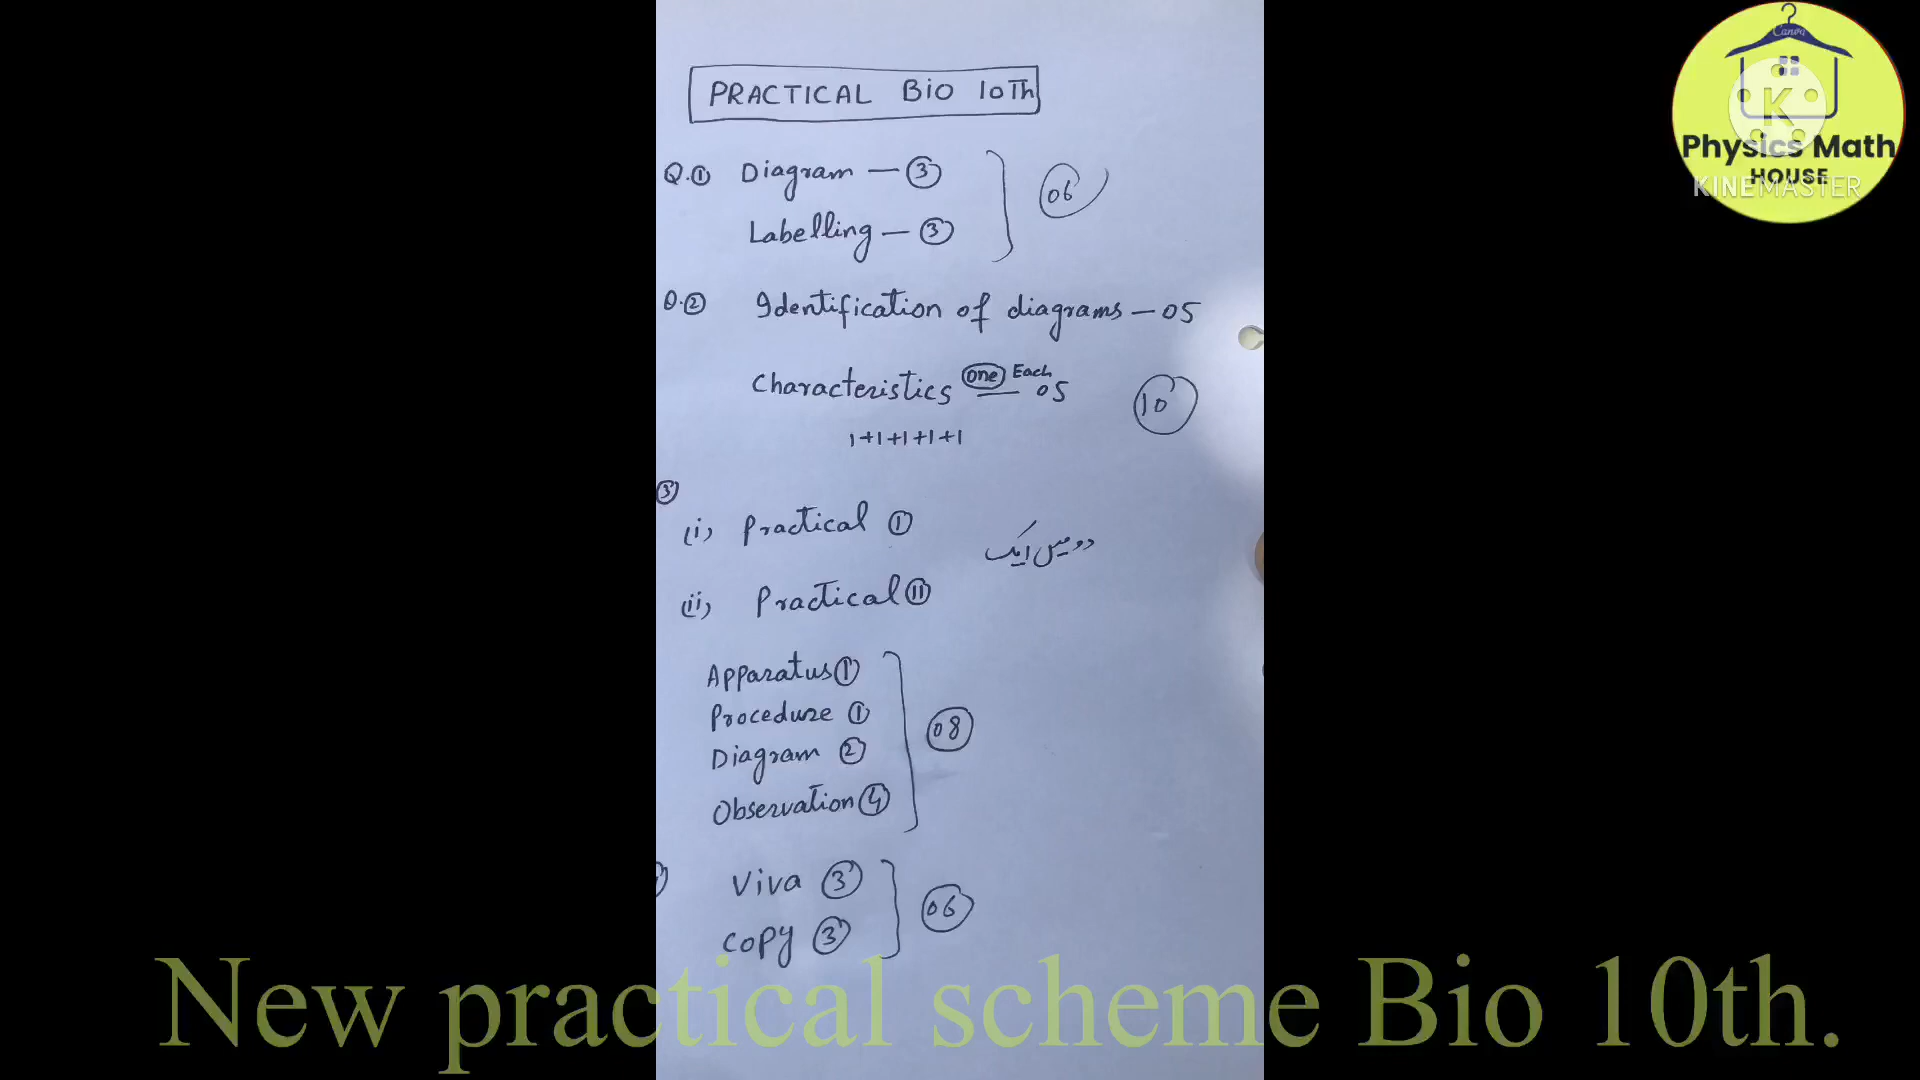 PRACTICAL BIO 10Th
Q.① Diagram — ③
Labelling — ③
06
Q.② Identification of diagrams — 05
Characteristics one Each 05
1+1+1+1+1
10
③
(i) Practical ①
دو میں ایک
(ii) Practical ⑪
Apparatus ①
Procedure ①
Diagram ②
Observation ④
08
Viva ③
Copy ③
06
New practical scheme Bio 10th.
Canva
K
Physics Math
HOUSE
KINEMASTER